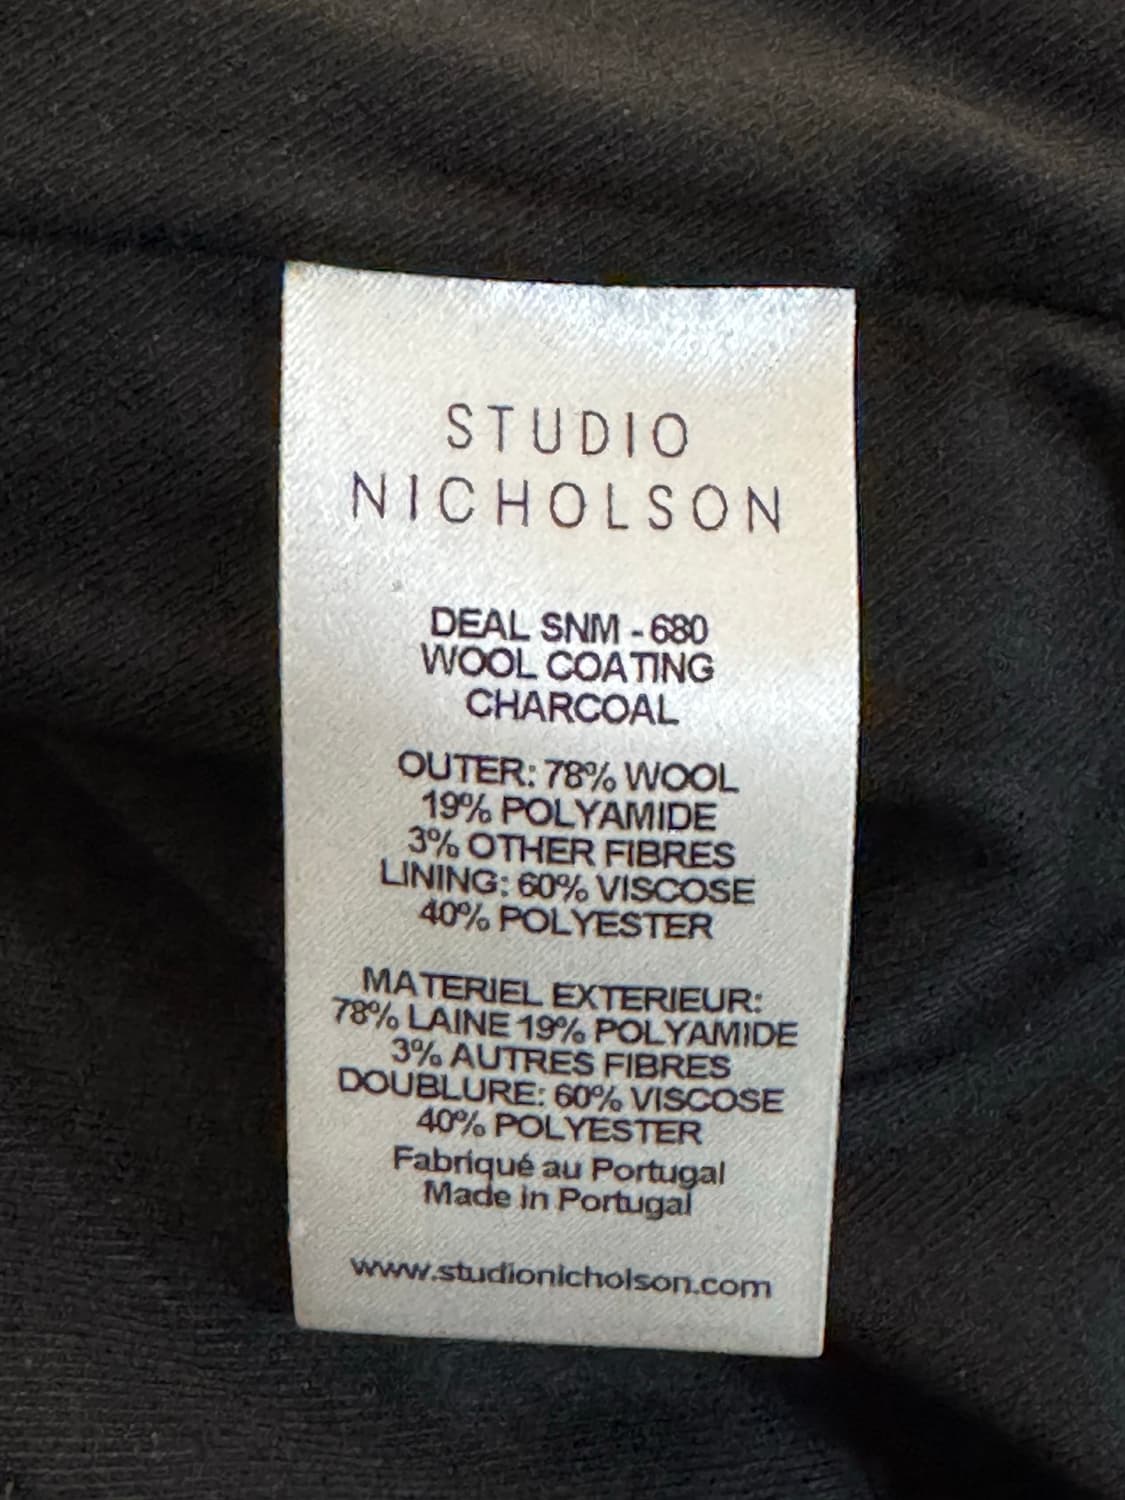 STUDIO
NICHOLSON
DEAL SNM - 680
WOOL COATING
CHARCOAL
OUTER: 78% WOOL
19% POLYAMIDE
3% OTHER FIBRES
LINING: 60% VISCOSE
40% POLYESTER
MATERIEL EXTERIEUR:
78% LAINE 19% POLYAMIDE
3% AUTRES FIBRES
DOUBLURE: 60% VISCOSE
40% POLYESTER
Fabriqué au Portugal
Made in Portugal
www.studionicholson.com